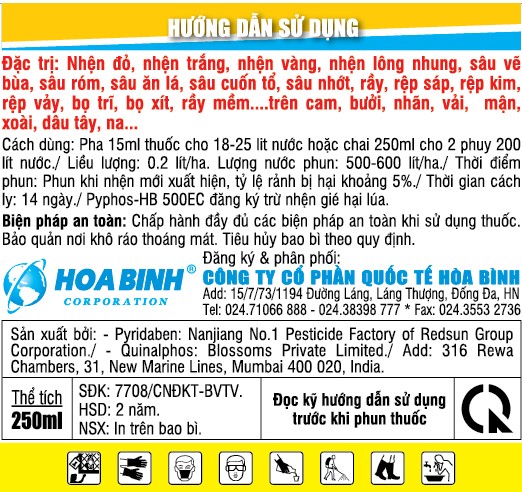 HƯỚNG DẪN SỬ DỤNG
Đặc trị: Nhện đỏ, nhện trắng, nhện vàng, nhện lông nhung, sâu vẽ
bùa, sâu róm, sâu ăn lá, sâu cuốn tổ, sâu nhớt, rầy, rệp sáp, rệp kim,
rệp vảy, bọ trĩ, bọ xít, rầy mềm....trên cam, bưởi, nhãn, vải, mận,
xoài, dâu tây, na...
Cách dùng: Pha 15ml thuốc cho 18-25 lit nước hoặc chai 250ml cho 2 phuy 200
lít nước./ Liều lượng: 0.2 lít/ha. Lượng nước phun: 500-600 lít/ha./ Thời điểm
phun: Phun khi nhện mới xuất hiện, tỷ lệ rảnh bị hại khoảng 5%./ Thời gian cách
ly: 14 ngày./ Pyphos-HB 500EC đăng ký trừ nhện gié hại lúa.
Biện pháp an toàn: Chấp hành đầy đủ các biện pháp an toàn khi sử dụng thuốc.
Bảo quản nơi khô ráo thoáng mát. Tiêu hủy bao bì theo quy định.
Đăng ký & phân phối:
HOA BINH ®
CORPORATION
CÔNG TY CỔ PHẦN QUỐC TẾ HÒA BÌNH
Add: 15/7/73/1194 Đường Láng, Láng Thượng, Đống Đa, HN
Tel: 024.71066 888 - 024.38398 777 * Fax: 024.3553 2736
Sản xuất bởi: - Pyridaben: Nanjiang No.1 Pesticide Factory of Redsun Group
Corporation./ - Quinalphos: Blossoms Private Limited./ Add: 316 Rewa
Chambers, 31, New Marine Lines, Mumbai 400 020, India.
Thể tích
250ml
SĐK: 7708/CNĐKT-BVTV.
HSD: 2 năm.
NSX: In trên bao bì.
Đọc kỹ hướng dẫn sử dụng
trước khi phun thuốc